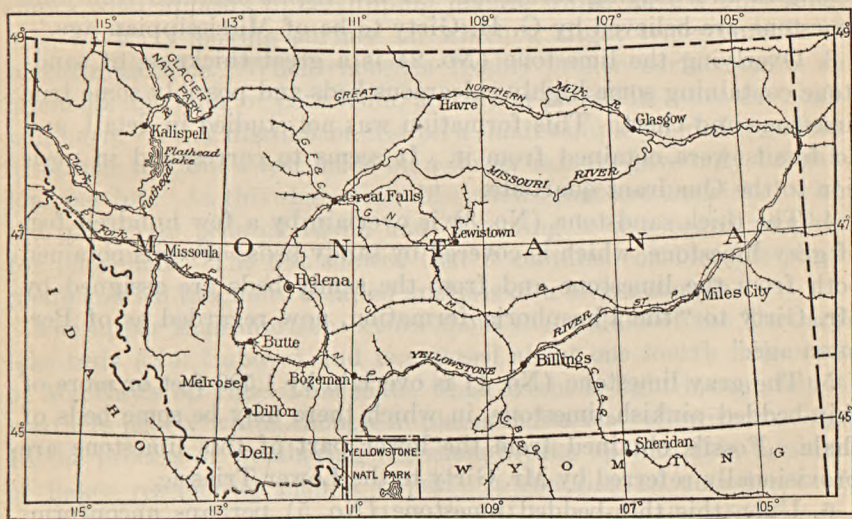 115° 113° 111° 109° 107° 105°
49° 49°
GLACIER
NATL PARK
GREAT NORTHERN
MILK
Havre
Glasgow
Kalispell
Flathead
Lake
MISSOURI RIVER
Great Falls
G. N.
Lewistown
47° 47°
M O N T A N A
Missoula
Helena
Miles City
ST.
RIVER
Butte
YELLOWSTONE
Billings
Melrose
Bozeman
Dillon
45° 45°
I D A H O
Dell
YELLOWSTONE
NAT. PARK
Sheridan
W Y O M I N G
115° 113° 111° 109° 107° 105°